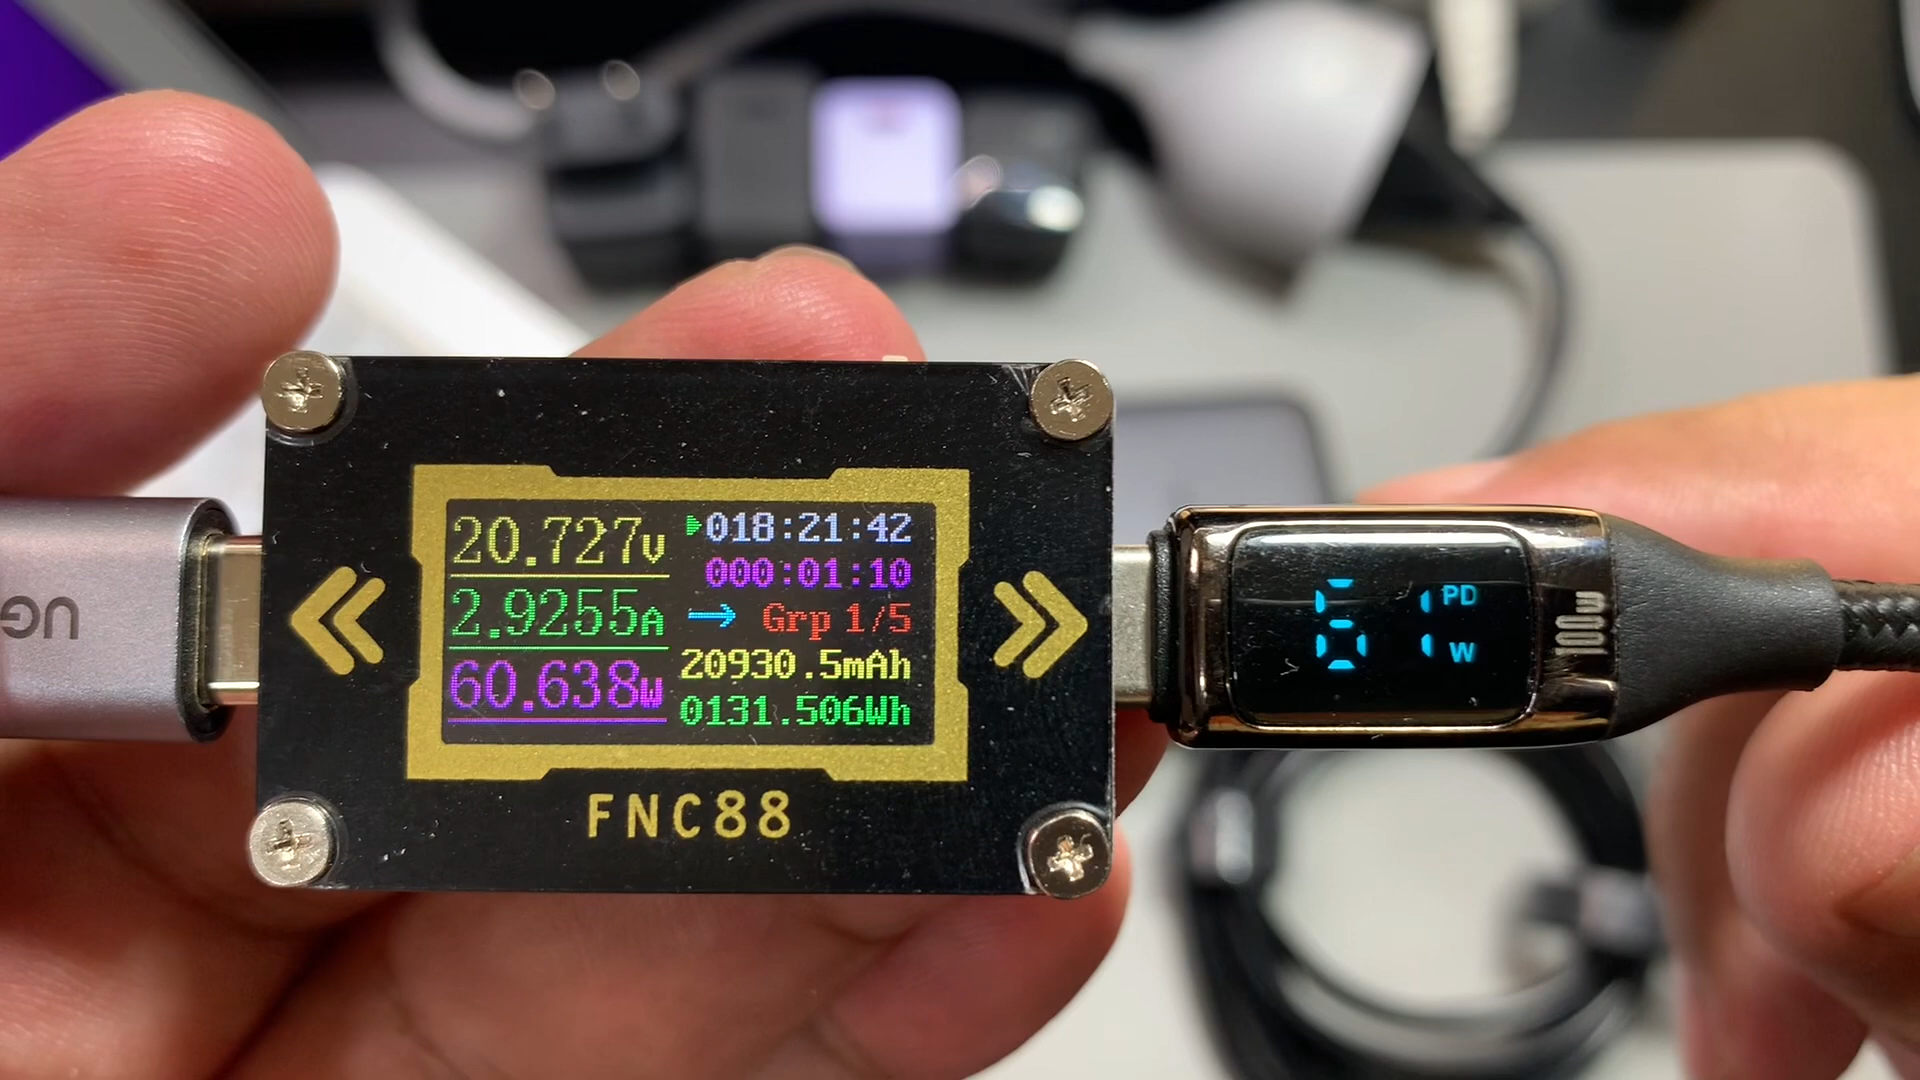 UG
20.727V
2.9255A
60.638W
018:21:42
000:01:10
→ Grp 1/5
20930.5mAh
0131.506Wh
FNC88
61 PD W
100W